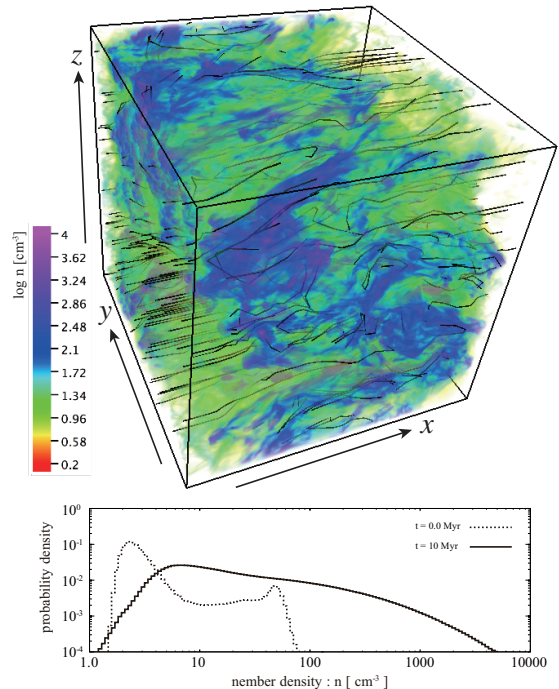 z
log n [cm⁻³]
4
3.62
3.24
2.86
2.48
2.1
1.72
1.34
0.96
0.58
0.2
y
x
probability density
10⁰
10⁻¹
10⁻²
10⁻³
10⁻⁴
t = 0.0 Myr
t = 10 Myr
1.0 10 100 1000 10000
nember density : n [ cm⁻³ ]